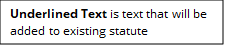 Underlined Text is text that will be
added to existing statute